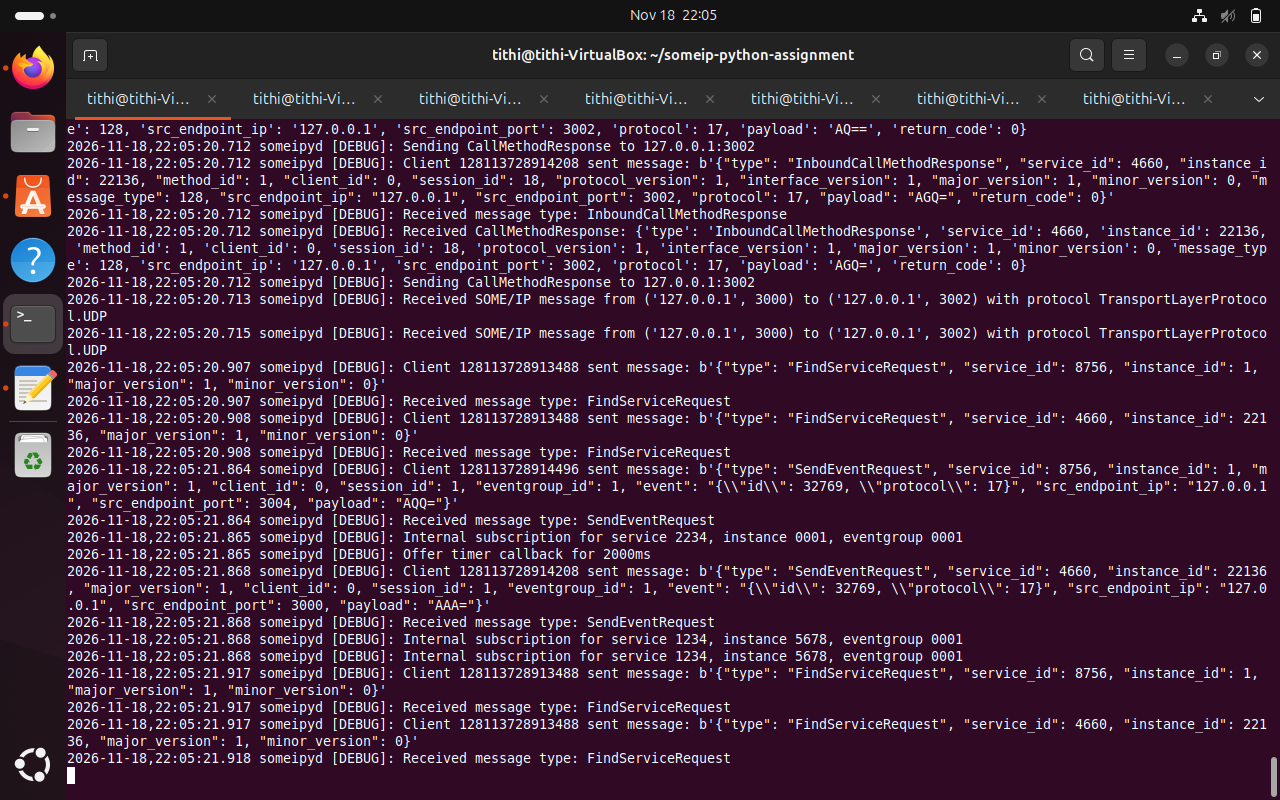 Nov 18 22:05
tithi@tithi-VirtualBox: ~/someip-python-assignment
tithi@tithi-Vi... × tithi@tithi-Vi... × tithi@tithi-Vi... × tithi@tithi-Vi... × tithi@tithi-Vi... × tithi@tithi-Vi... × tithi@tithi-Vi... ×
e': 128, 'src_endpoint_ip': '127.0.0.1', 'src_endpoint_port': 3002, 'protocol': 17, 'payload': 'AQ==', 'return_code': 0}
2026-11-18,22:05:20.712 someipyd [DEBUG]: Sending CallMethodResponse to 127.0.0.1:3002
2026-11-18,22:05:20.712 someipyd [DEBUG]: Client 128113728914208 sent message: b'{"type": "InboundCallMethodResponse", "service_id": 4660, "instance_i
d": 22136, "method_id": 1, "client_id": 0, "session_id": 18, "protocol_version": 1, "interface_version": 1, "major_version": 1, "minor_version": 0, "m
essage_type": 128, "src_endpoint_ip": "127.0.0.1", "src_endpoint_port": 3002, "protocol": 17, "payload": "AGQ=", "return_code": 0}'
2026-11-18,22:05:20.712 someipyd [DEBUG]: Received message type: InboundCallMethodResponse
2026-11-18,22:05:20.712 someipyd [DEBUG]: Received CallMethodResponse: {'type': 'InboundCallMethodResponse', 'service_id': 4660, 'instance_id': 22136,
 'method_id': 1, 'client_id': 0, 'session_id': 18, 'protocol_version': 1, 'interface_version': 1, 'major_version': 1, 'minor_version': 0, 'message_typ
e': 128, 'src_endpoint_ip': '127.0.0.1', 'src_endpoint_port': 3002, 'protocol': 17, 'payload': 'AGQ=', 'return_code': 0}
2026-11-18,22:05:20.712 someipyd [DEBUG]: Sending CallMethodResponse to 127.0.0.1:3002
2026-11-18,22:05:20.713 someipyd [DEBUG]: Received SOME/IP message from ('127.0.0.1', 3000) to ('127.0.0.1', 3002) with protocol TransportLayerProtoco
l.UDP
2026-11-18,22:05:20.715 someipyd [DEBUG]: Received SOME/IP message from ('127.0.0.1', 3000) to ('127.0.0.1', 3002) with protocol TransportLayerProtoco
l.UDP
2026-11-18,22:05:20.907 someipyd [DEBUG]: Client 128113728913488 sent message: b'{"type": "FindServiceRequest", "service_id": 8756, "instance_id": 1, 
"major_version": 1, "minor_version": 0}'
2026-11-18,22:05:20.907 someipyd [DEBUG]: Received message type: FindServiceRequest
2026-11-18,22:05:20.908 someipyd [DEBUG]: Client 128113728913488 sent message: b'{"type": "FindServiceRequest", "service_id": 4660, "instance_id": 221
36, "major_version": 1, "minor_version": 0}'
2026-11-18,22:05:20.908 someipyd [DEBUG]: Received message type: FindServiceRequest
2026-11-18,22:05:21.864 someipyd [DEBUG]: Client 128113728914496 sent message: b'{"type": "SendEventRequest", "service_id": 8756, "instance_id": 1, "m
ajor_version": 1, "client_id": 0, "session_id": 1, "eventgroup_id": 1, "event": "{\\"id\\": 32769, \\"protocol\\": 17}", "src_endpoint_ip": "127.0.0.1
", "src_endpoint_port": 3004, "payload": "AQQ="}'
2026-11-18,22:05:21.864 someipyd [DEBUG]: Received message type: SendEventRequest
2026-11-18,22:05:21.865 someipyd [DEBUG]: Internal subscription for service 2234, instance 0001, eventgroup 0001
2026-11-18,22:05:21.865 someipyd [DEBUG]: Offer timer callback for 2000ms
2026-11-18,22:05:21.868 someipyd [DEBUG]: Client 128113728914208 sent message: b'{"type": "SendEventRequest", "service_id": 4660, "instance_id": 22136
, "major_version": 1, "client_id": 0, "session_id": 1, "eventgroup_id": 1, "event": "{\\"id\\": 32769, \\"protocol\\": 17}", "src_endpoint_ip": "127.0
.0.1", "src_endpoint_port": 3000, "payload": "AAA="}'
2026-11-18,22:05:21.868 someipyd [DEBUG]: Received message type: SendEventRequest
2026-11-18,22:05:21.868 someipyd [DEBUG]: Internal subscription for service 1234, instance 5678, eventgroup 0001
2026-11-18,22:05:21.868 someipyd [DEBUG]: Internal subscription for service 1234, instance 5678, eventgroup 0001
2026-11-18,22:05:21.917 someipyd [DEBUG]: Client 128113728913488 sent message: b'{"type": "FindServiceRequest", "service_id": 8756, "instance_id": 1, 
"major_version": 1, "minor_version": 0}'
2026-11-18,22:05:21.917 someipyd [DEBUG]: Received message type: FindServiceRequest
2026-11-18,22:05:21.917 someipyd [DEBUG]: Client 128113728913488 sent message: b'{"type": "FindServiceRequest", "service_id": 4660, "instance_id": 221
36, "major_version": 1, "minor_version": 0}'
2026-11-18,22:05:21.918 someipyd [DEBUG]: Received message type: FindServiceRequest